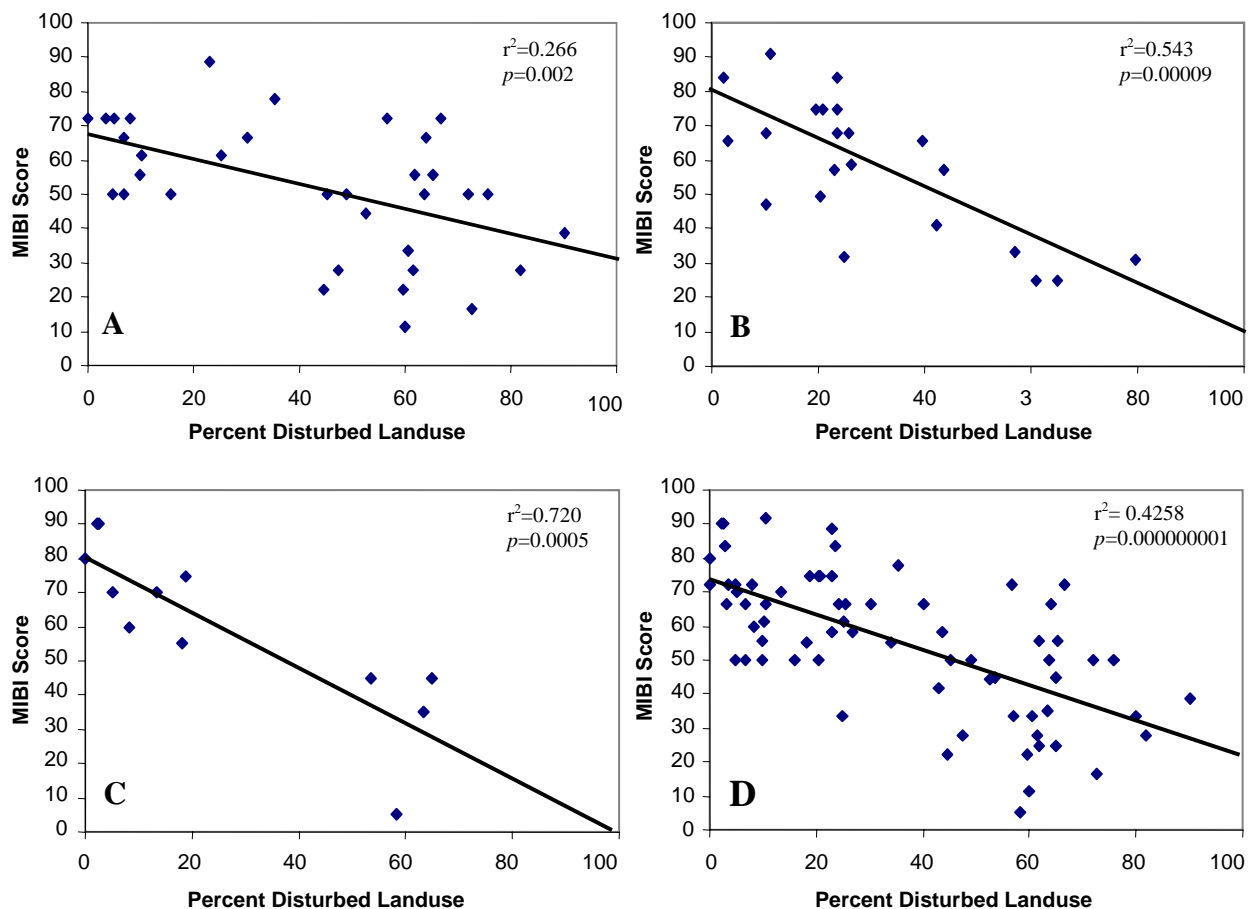 100
90
80
70
60
50
40
30
20
10
0
MIBI Score
r²=0.266
p=0.002
A
0 20 40 60 80 100
Percent Disturbed Landuse
100
90
80
70
60
50
40
30
20
10
0
MIBI Score
r²=0.543
p=0.00009
B
0 20 40 3 80 100
Percent Disturbed Landuse
100
90
80
70
60
50
40
30
20
10
0
MIBI Score
r²=0.720
p=0.0005
C
0 20 40 60 80 100
Percent Disturbed Landuse
100
90
80
70
60
50
40
30
20
10
0
MIBI Score
r²= 0.4258
p=0.000000001
D
0 20 40 60 80 100
Percent Disturbed Landuse